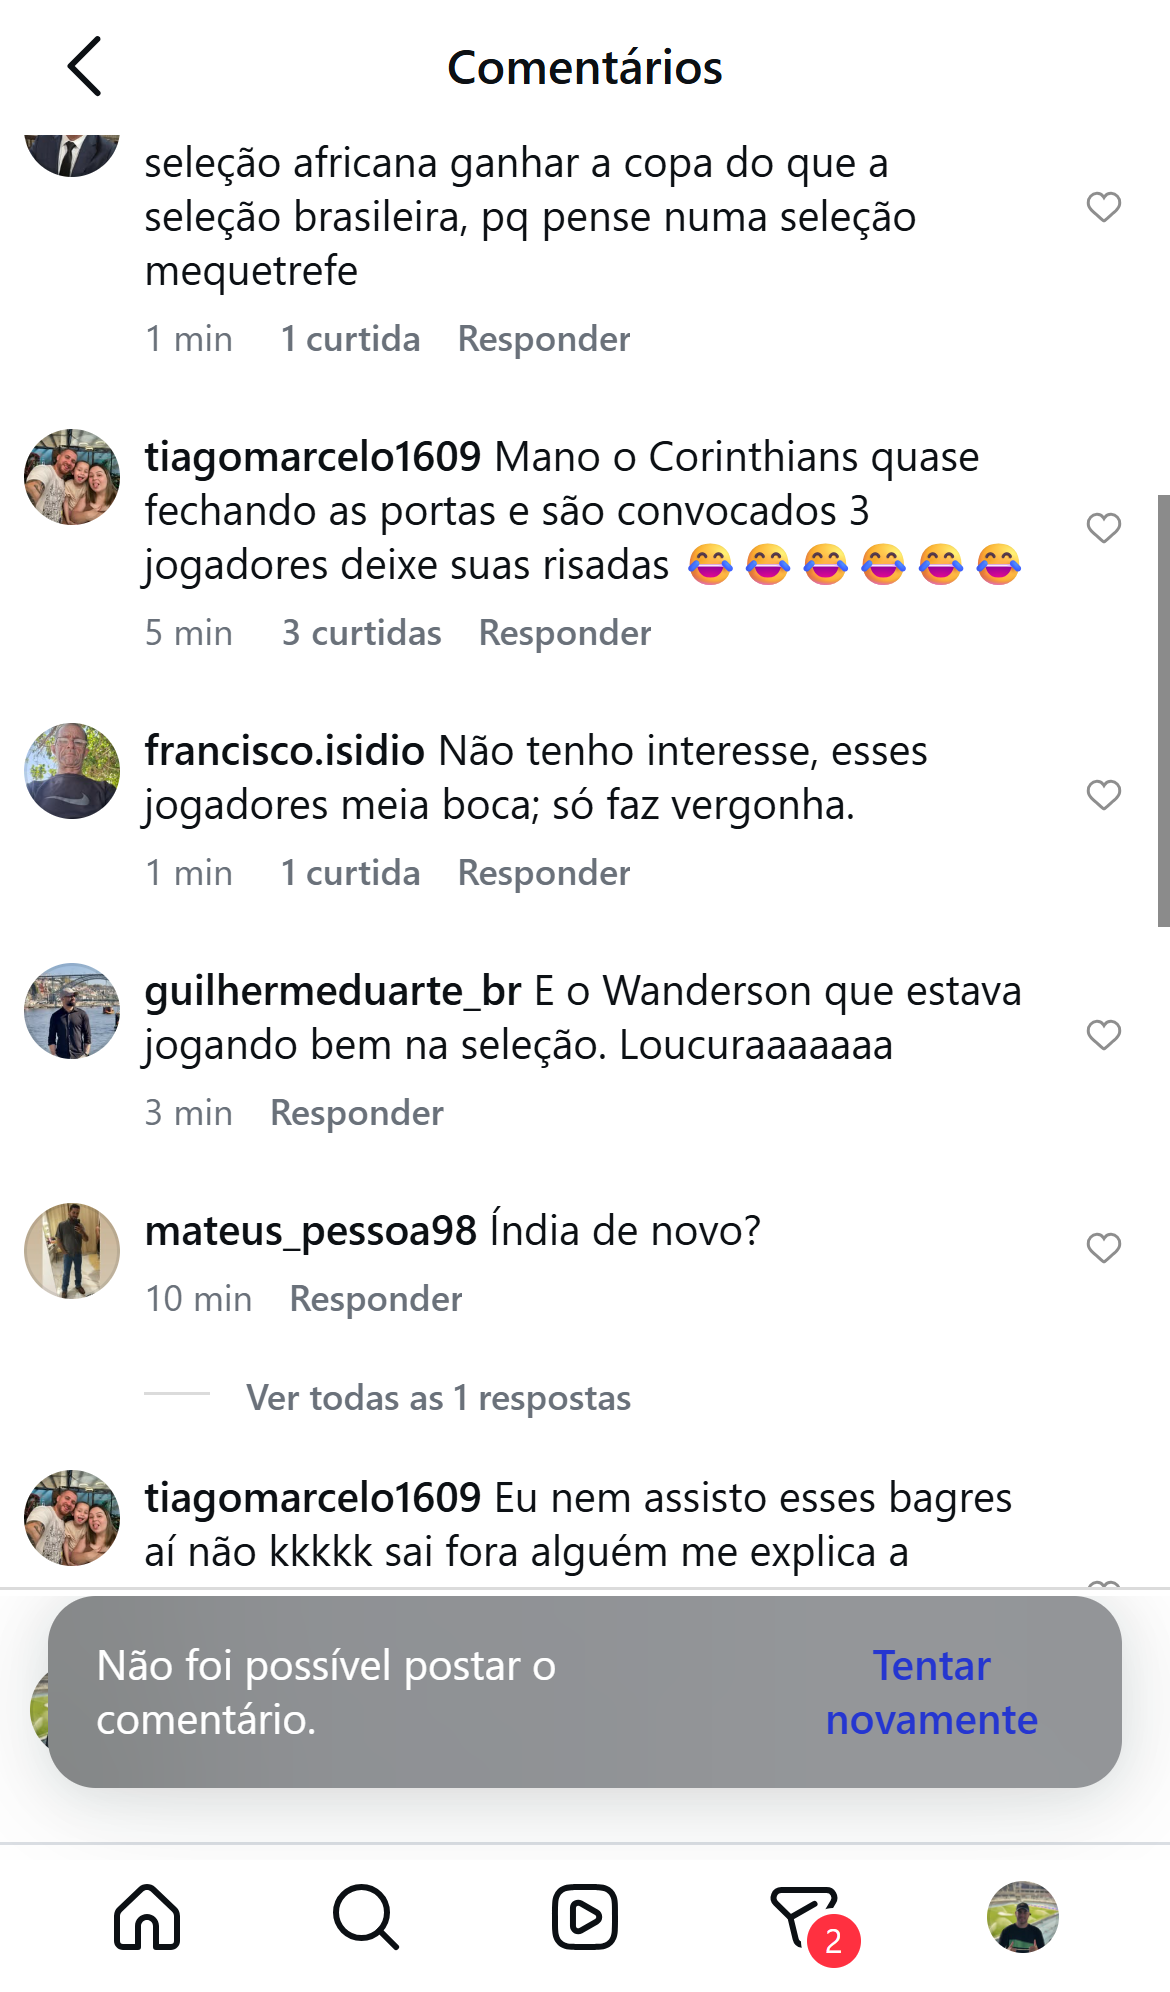 Comentários
seleção africana ganhar a copa do que a
seleção brasileira, pq pense numa seleção
mequetrefe
1 min 1 curtida Responder
tiagomarcelo1609 Mano o Corinthians quase
fechando as portas e são convocados 3
jogadores deixe suas risadas 😂😂😂😂😂😂
5 min 3 curtidas Responder
francisco.isidio Não tenho interesse, esses
jogadores meia boca; só faz vergonha.
1 min 1 curtida Responder
guilhermeduarte_br E o Wanderson que estava
jogando bem na seleção. Loucuraaaaaaa
3 min Responder
mateus_pessoa98 Índia de novo?
10 min Responder
Ver todas as 1 respostas
tiagomarcelo1609 Eu nem assisto esses bagres
aí não kkkkk sai fora alguém me explica a
Não foi possível postar o
comentário.
Tentar
novamente
2